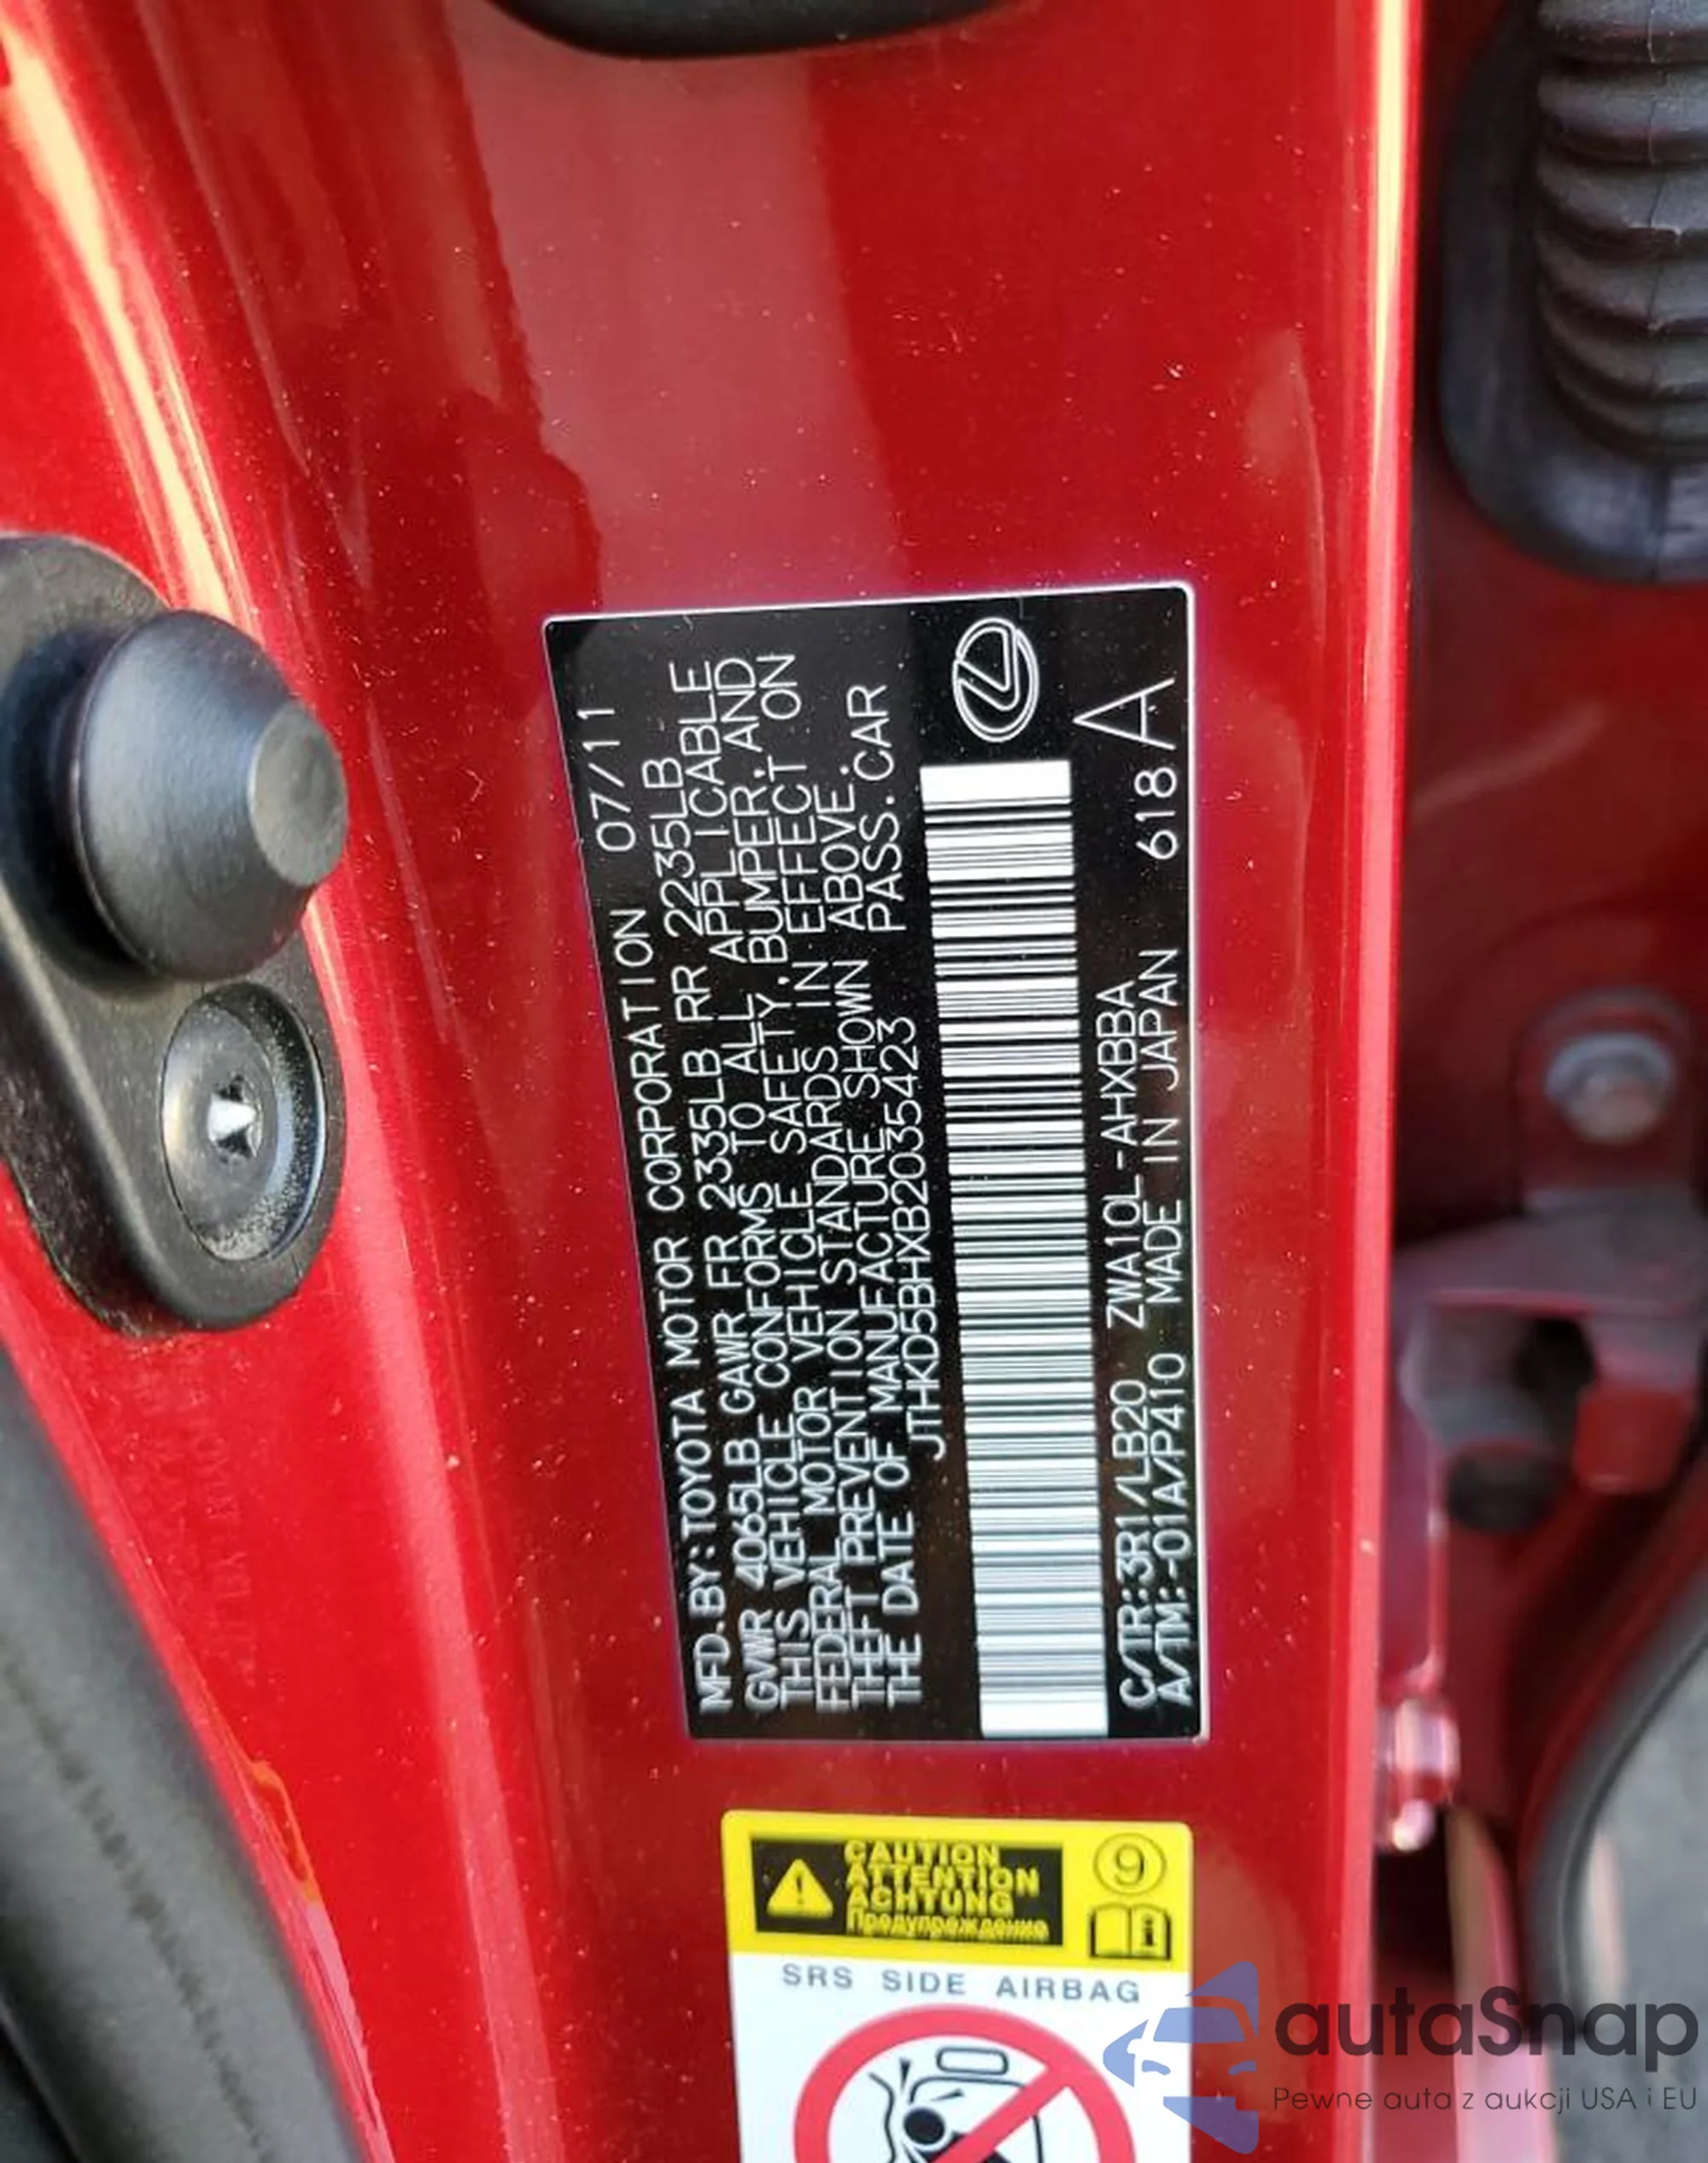 MFD.BY:TOYOTA MOTOR CORPORATION 07/11
GVWR 4065LB GAWR FR 2335LB RR 2235LB
THIS VEHICLE CONFORMS TO ALL APPLICABLE
FEDERAL MOTOR VEHICLE SAFETY, BUMPER, AND
THEFT PREVENTION STANDARDS IN EFFECT ON
THE DATE OF MANUFACTURE SHOWN ABOVE.
JTHKD5BHXB2035423 PASS. CAR
C/TR:3R1/LB20 ZWA10L-AHXBBA
A/TM:-01A/P410 MADE IN JAPAN 618 A
CAUTION
ATTENTION
ACHTUNG
Предупреждение
9
i
SRS SIDE AIRBAG
autaSnap
Pewne auta z aukcji USA i EU